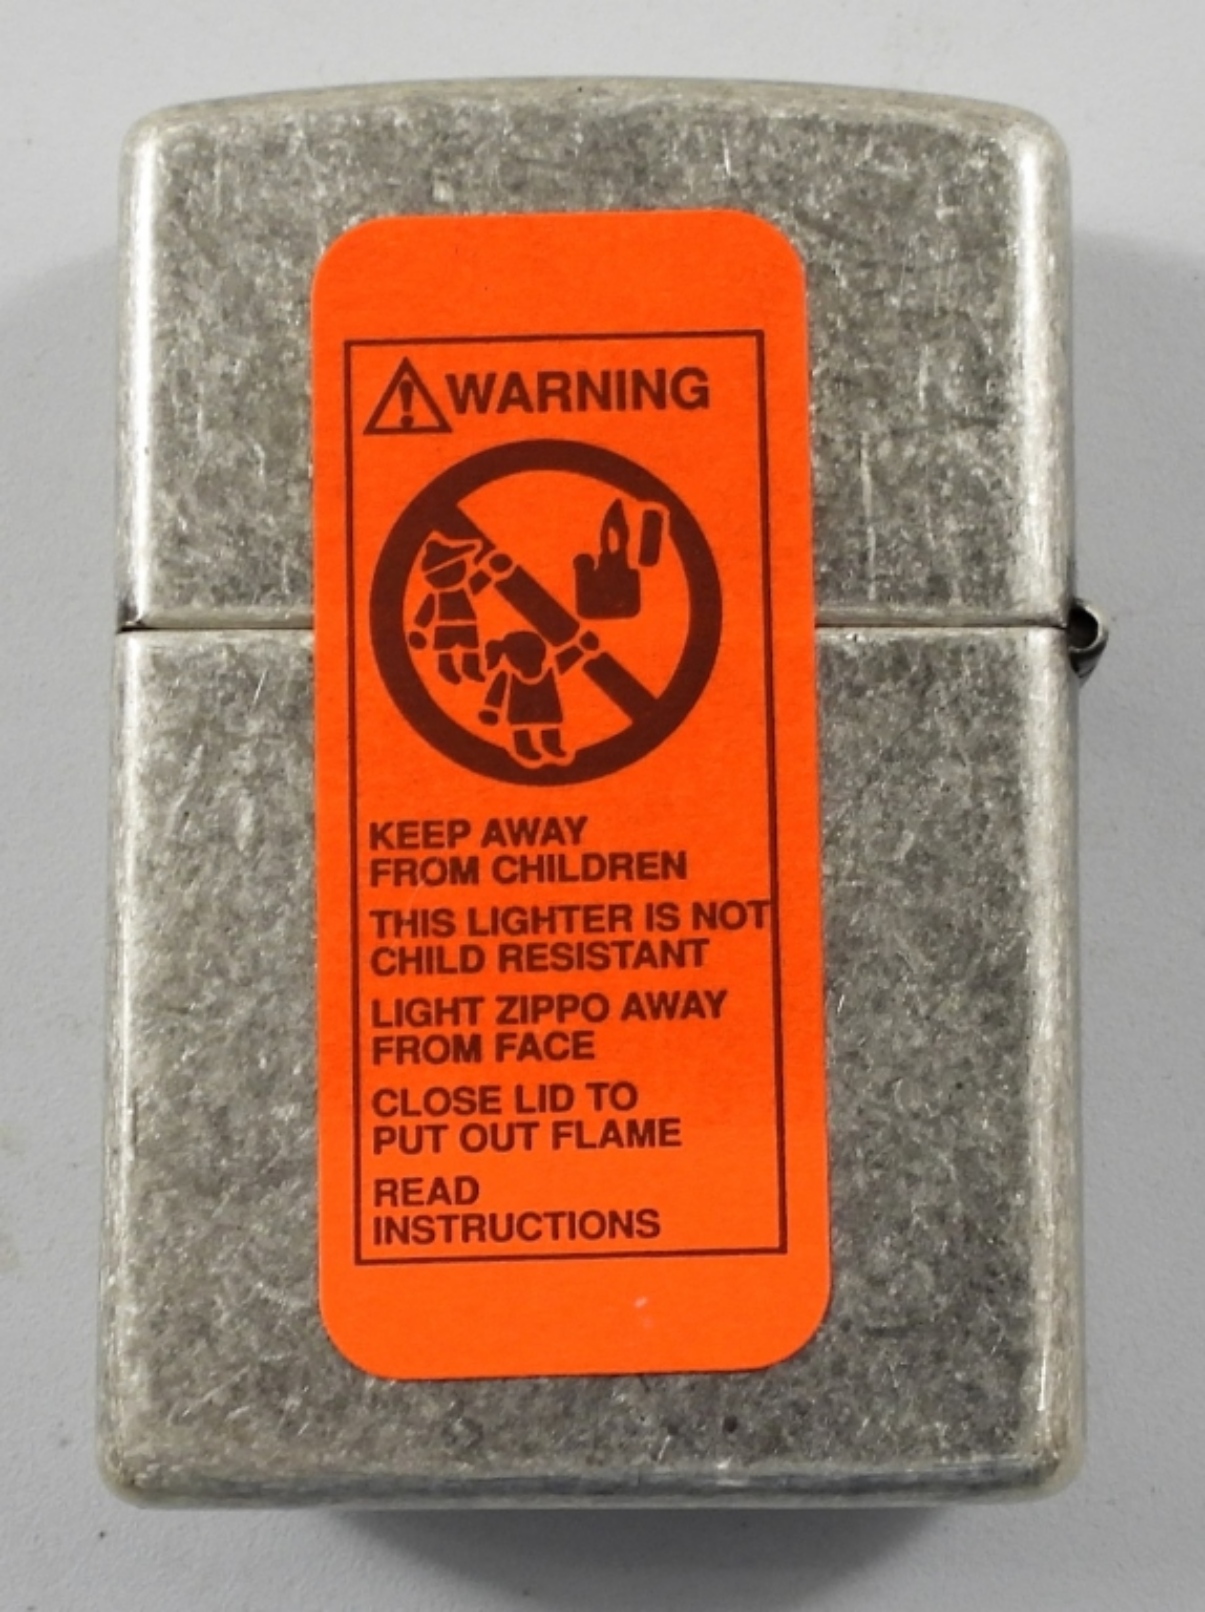 WARNING
KEEP AWAY
FROM CHILDREN
THIS LIGHTER IS NOT
CHILD RESISTANT
LIGHT ZIPPO AWAY
FROM FACE
CLOSE LID TO
PUT OUT FLAME
READ
INSTRUCTIONS